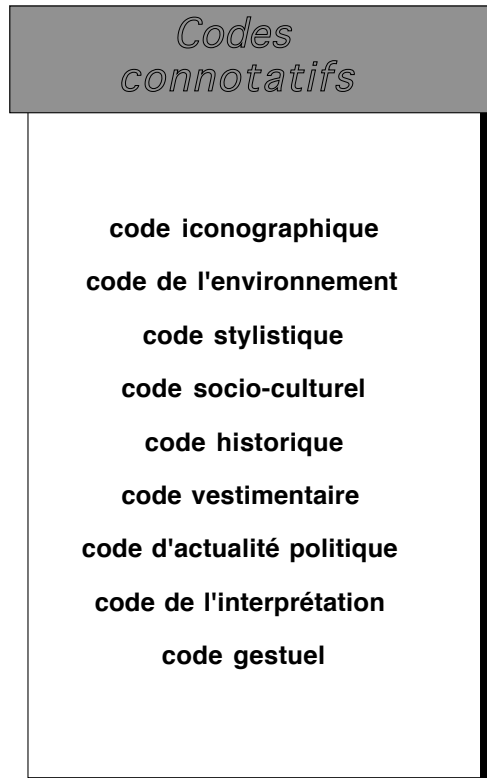 Codes
connotatifs
code iconographique
code de l'environnement
code stylistique
code socio-culturel
code historique
code vestimentaire
code d'actualité politique
code de l'interprétation
code gestuel